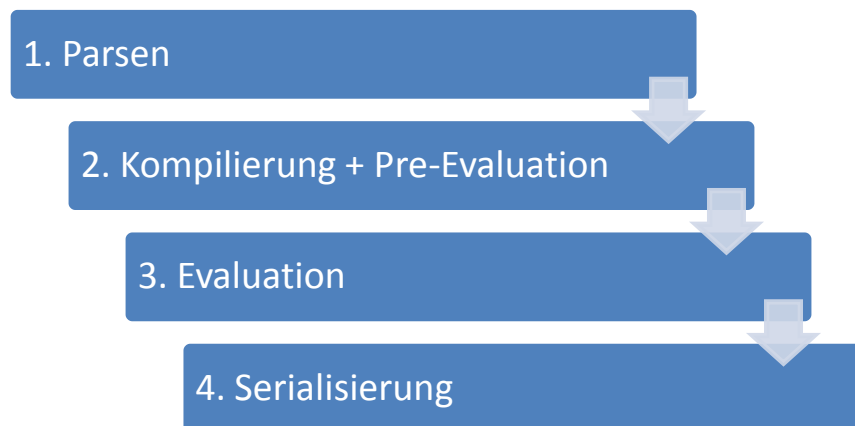 1. Parsen
2. Kompilierung + Pre-Evaluation
3. Evaluation
4. Serialisierung